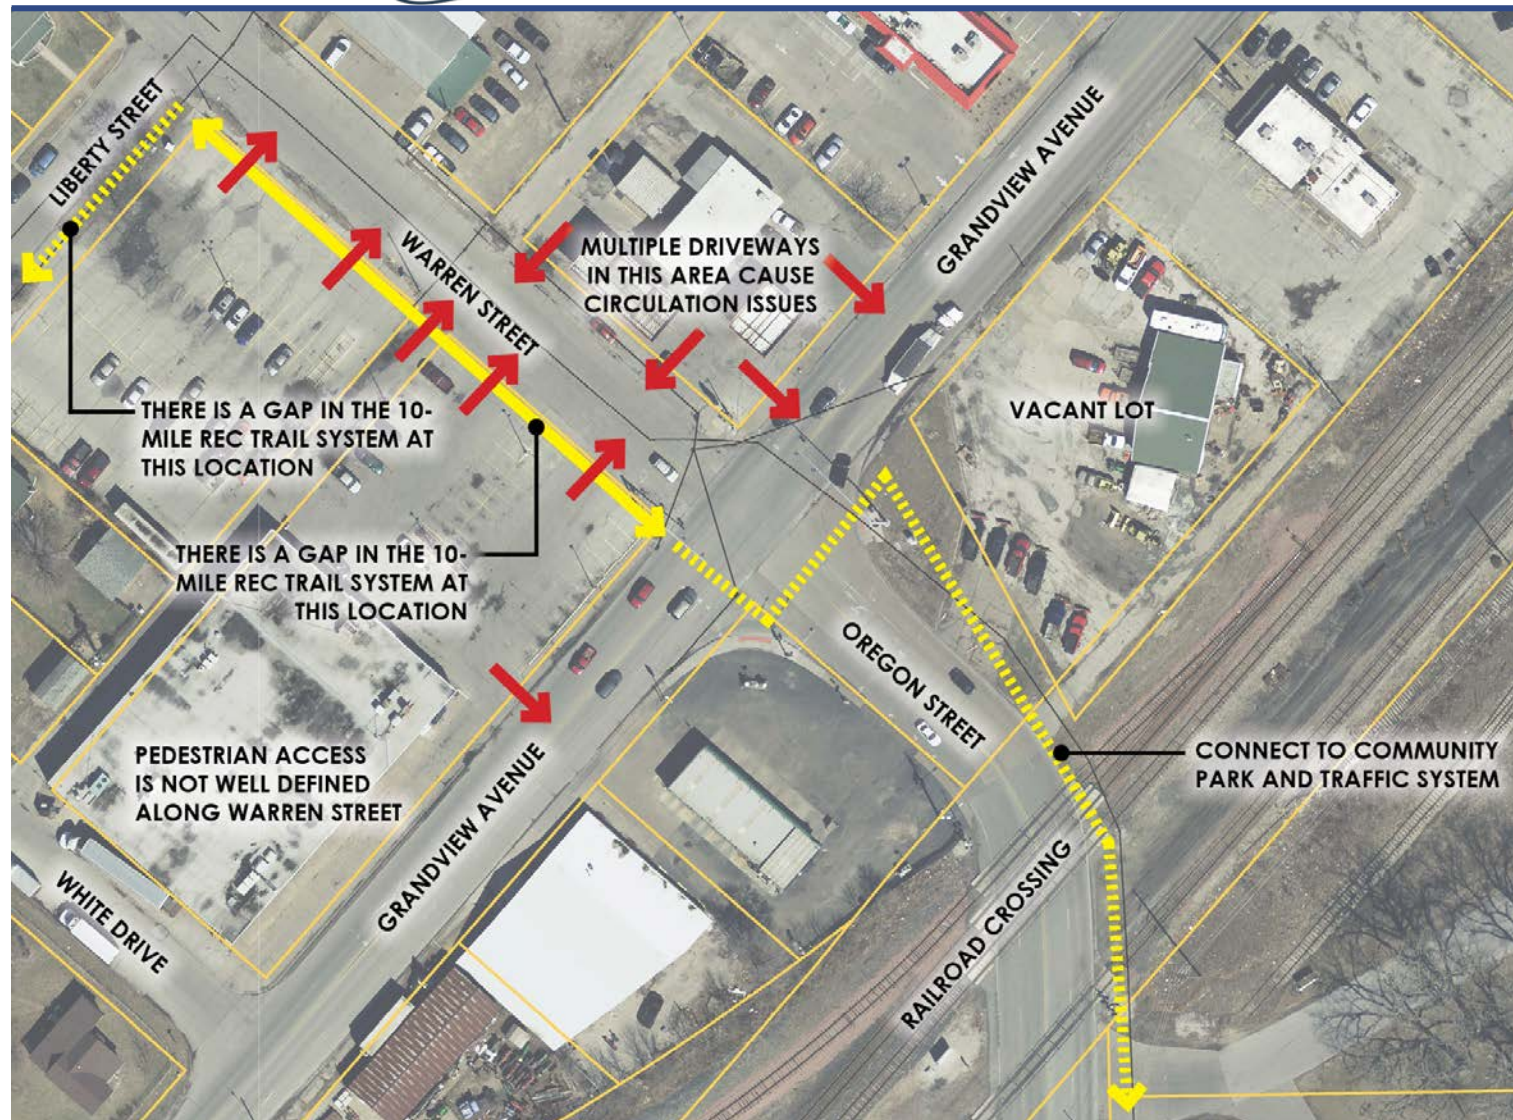 LIBERTY STREET
WARREN STREET
GRANDVIEW AVENUE
MULTIPLE DRIVEWAYS
IN THIS AREA CAUSE
CIRCULATION ISSUES
THERE IS A GAP IN THE 10-
MILE REC TRAIL SYSTEM AT
THIS LOCATION
VACANT LOT
THERE IS A GAP IN THE 10-
MILE REC TRAIL SYSTEM AT
THIS LOCATION
OREGON STREET
PEDESTRIAN ACCESS
IS NOT WELL DEFINED
ALONG WARREN STREET
GRANDVIEW AVENUE
CONNECT TO COMMUNITY
PARK AND TRAFFIC SYSTEM
WHITE DRIVE
RAILROAD CROSSING